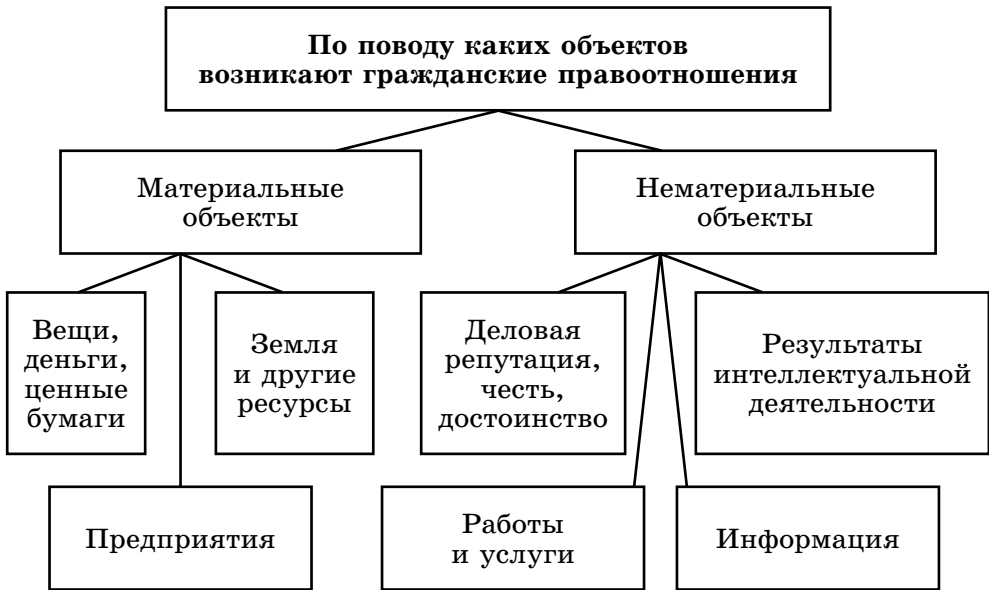 По поводу каких объектов
возникают гражданские правоотношения
Материальные
объекты
Нематериальные
объекты
Вещи,
деньги,
ценные
бумаги
Земля
и другие
ресурсы
Деловая
репутация,
честь,
достоинство
Результаты
интеллектуальной
деятельности
Предприятия
Работы
и услуги
Информация